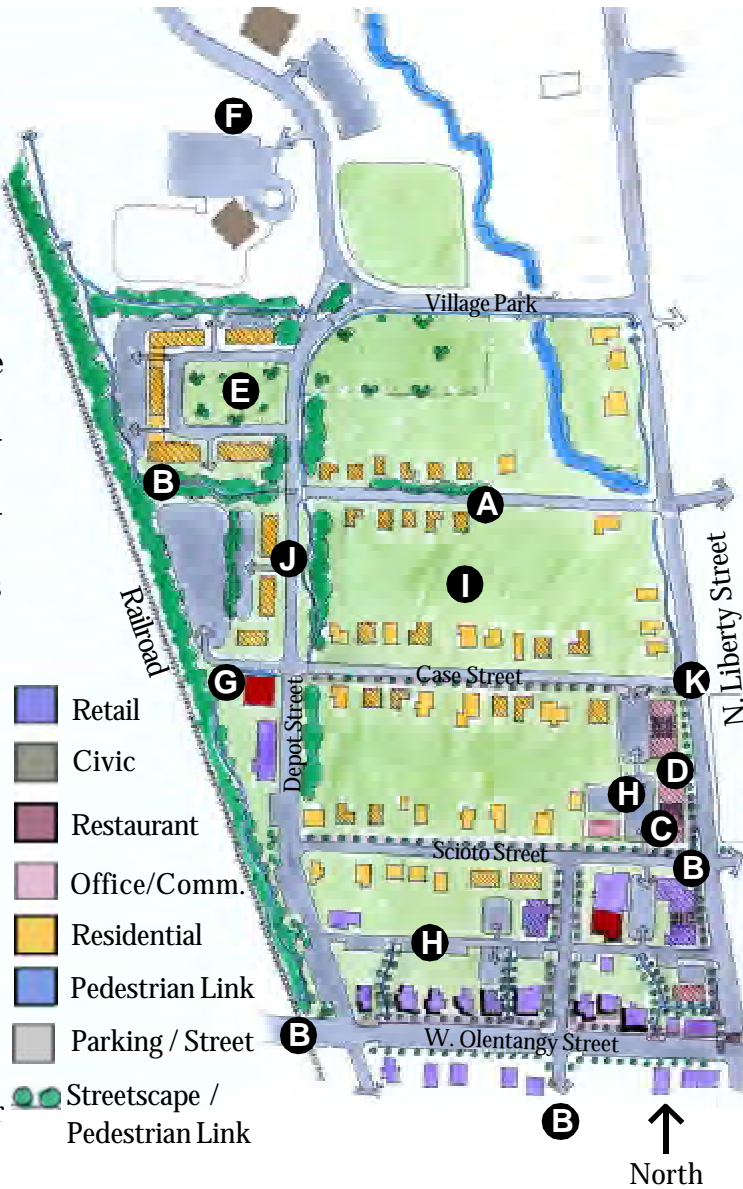 F
Village Park
E
B
A
J
I
N. Liberty Street
Railroad
Case Street
K
G
Depot Street
D
H
C
Scioto Street
B
H
B
W. Olentangy Street
B
North
Retail
Civic
Restaurant
Office/Comm.
Residential
Pedestrian Link
Parking / Street
Streetscape /
Pedestrian Link